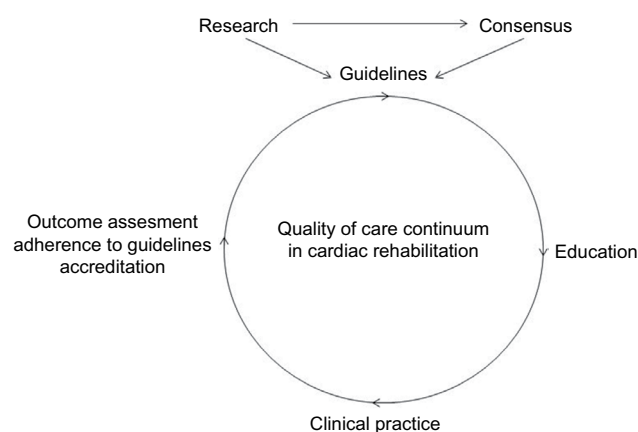 Research
Consensus
Guidelines
Outcome assesment
adherence to guidelines
accreditation
Quality of care continuum
in cardiac rehabilitation
Education
Clinical practice